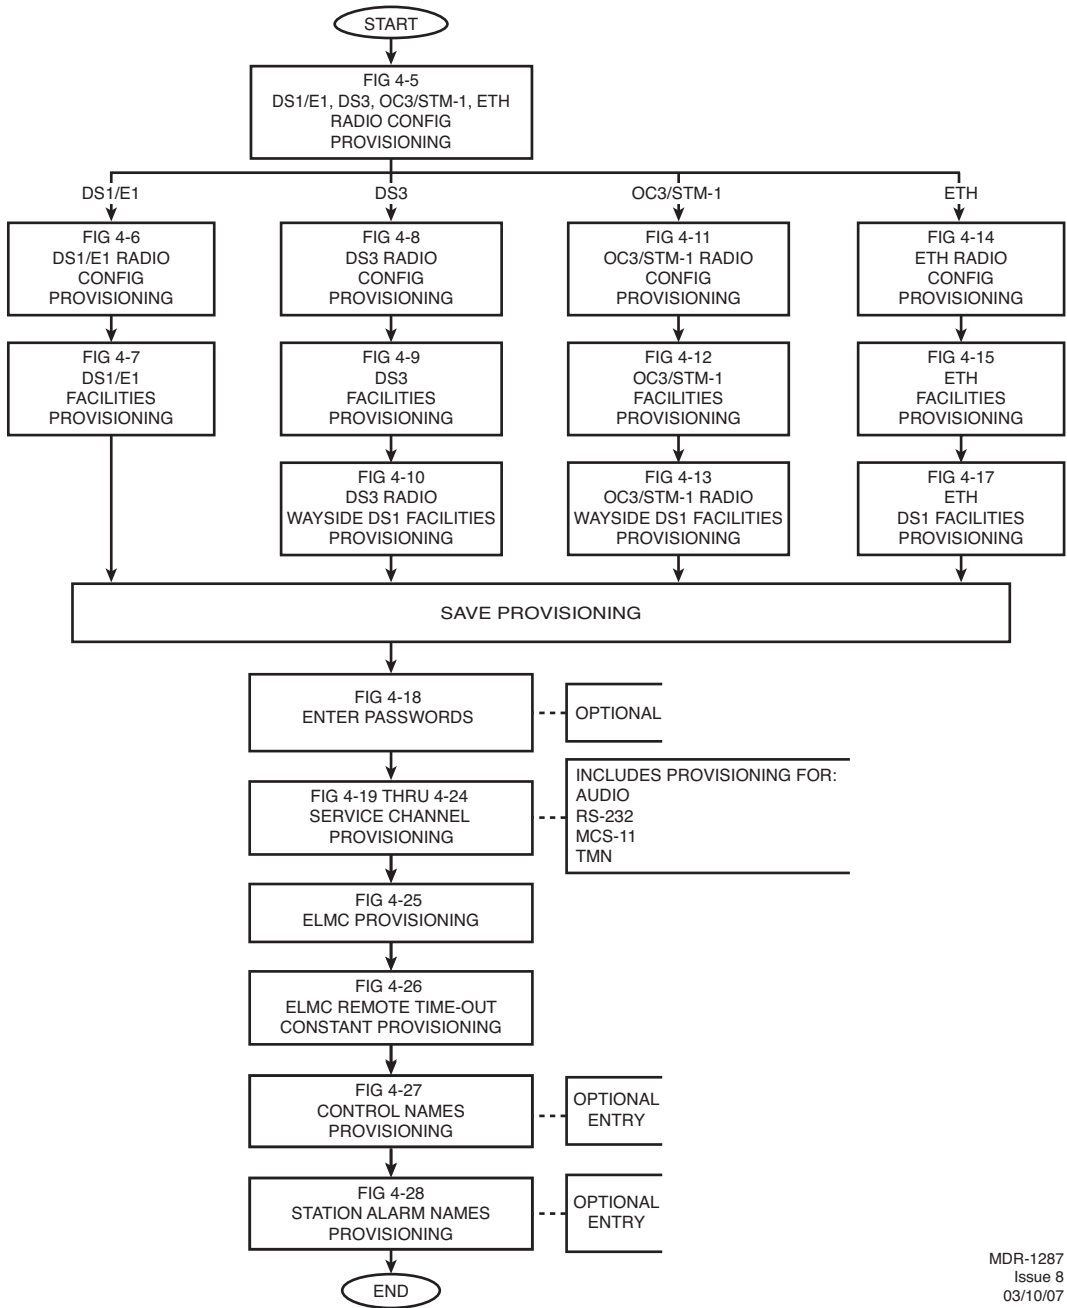 START
FIG 4-5
DS1/E1, DS3, OC3/STM-1, ETH
RADIO CONFIG
PROVISIONING
DS1/E1
DS3
OC3/STM-1
ETH
FIG 4-6
DS1/E1 RADIO
CONFIG
PROVISIONING
FIG 4-8
DS3 RADIO
CONFIG
PROVISIONING
FIG 4-11
OC3/STM-1 RADIO
CONFIG
PROVISIONING
FIG 4-14
ETH RADIO
CONFIG
PROVISIONING
FIG 4-7
DS1/E1
FACILITIES
PROVISIONING
FIG 4-9
DS3
FACILITIES
PROVISIONING
FIG 4-12
OC3/STM-1
FACILITIES
PROVISIONING
FIG 4-15
ETH
FACILITIES
PROVISIONING
FIG 4-10
DS3 RADIO
WAYSIDE DS1 FACILITIES
PROVISIONING
FIG 4-13
OC3/STM-1 RADIO
WAYSIDE DS1 FACILITIES
PROVISIONING
FIG 4-17
ETH
DS1 FACILITIES
PROVISIONING
SAVE PROVISIONING
FIG 4-18
ENTER PASSWORDS
OPTIONAL
FIG 4-19 THRU 4-24
SERVICE CHANNEL
PROVISIONING
INCLUDES PROVISIONING FOR:
AUDIO
RS-232
MCS-11
TMN
FIG 4-25
ELMC PROVISIONING
FIG 4-26
ELMC REMOTE TIME-OUT
CONSTANT PROVISIONING
FIG 4-27
CONTROL NAMES
PROVISIONING
OPTIONAL
ENTRY
FIG 4-28
STATION ALARM NAMES
PROVISIONING
OPTIONAL
ENTRY
END
MDR-1287
Issue 8
03/10/07